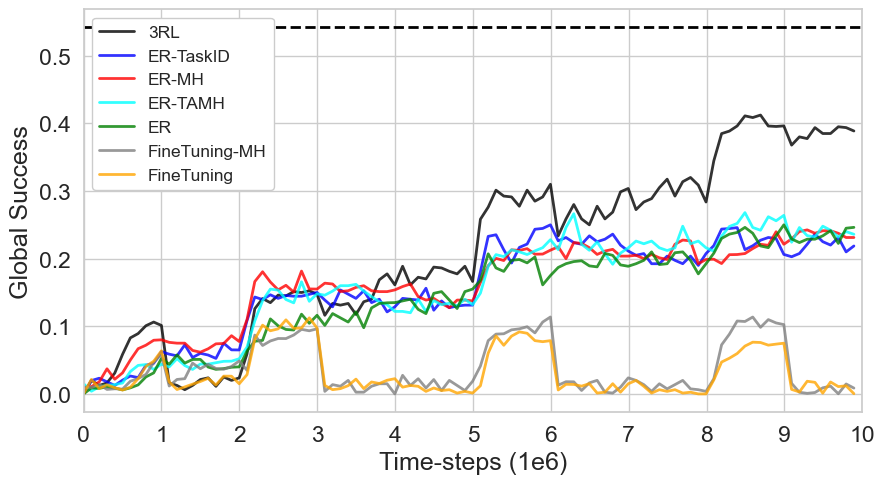 3RL
ER-TaskID
ER-MH
ER-TAMH
ER
FineTuning-MH
FineTuning
Global Success
0.5
0.4
0.3
0.2
0.1
0.0
0 1 2 3 4 5 6 7 8 9 10
Time-steps (1e6)